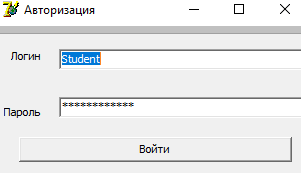 Авторизация
Логин
Student
Пароль
************
Войти